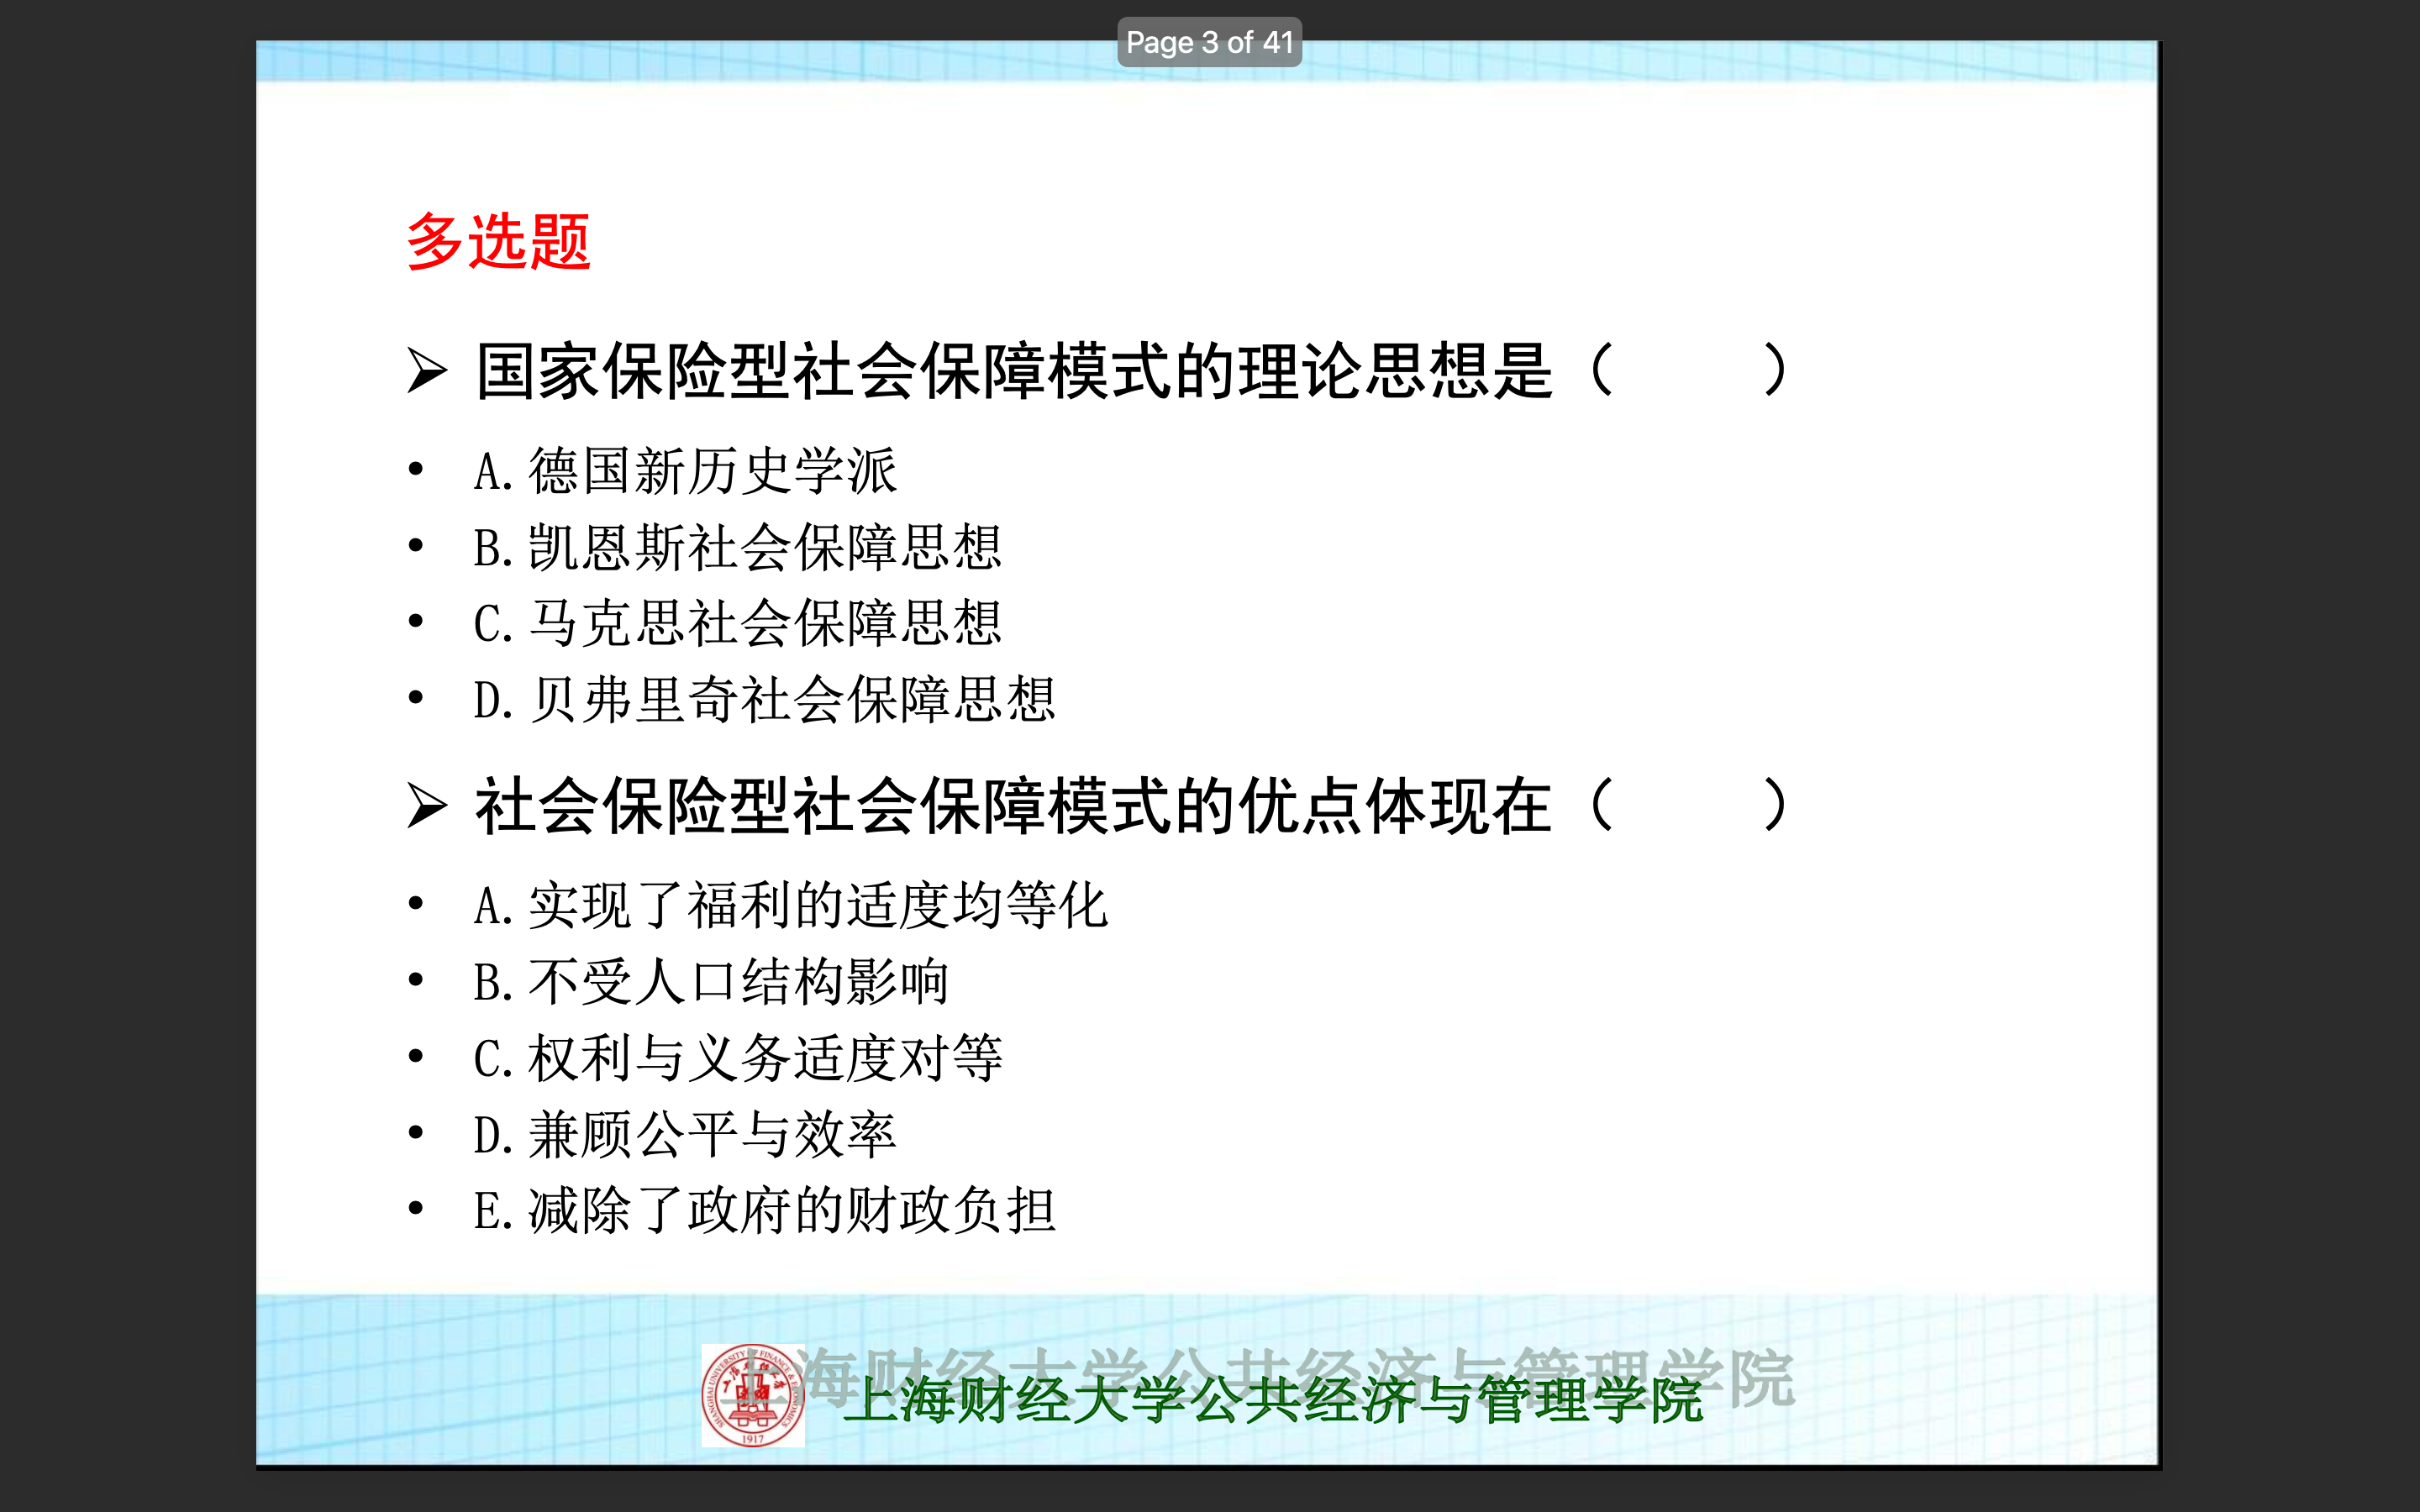 Page 3 of 41
多选题
➢ 国家保险型社会保障模式的理论思想是（ ）
• A.德国新历史学派
• B.凯恩斯社会保障思想
• C.马克思社会保障思想
• D.贝弗里奇社会保障思想
➢ 社会保险型社会保障模式的优点体现在（ ）
• A.实现了福利的适度均等化
• B.不受人口结构影响
• C.权利与义务适度对等
• D.兼顾公平与效率
• E.减除了政府的财政负担
上海财经大学公共经济与管理学院
上海财经大学公共经济与管理学院
SHANGHAI UNIVERSITY OF FINANCE & ECONOMICS
1917